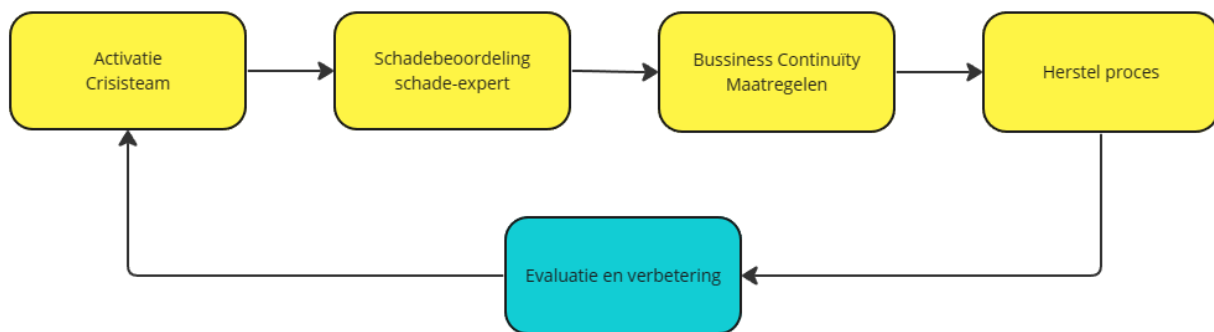 Activatie
Crisisteam
Schadebeoordeling
schade-expert
Bussiness Continuïty
Maatregelen
Herstel proces
Evaluatie en verbetering